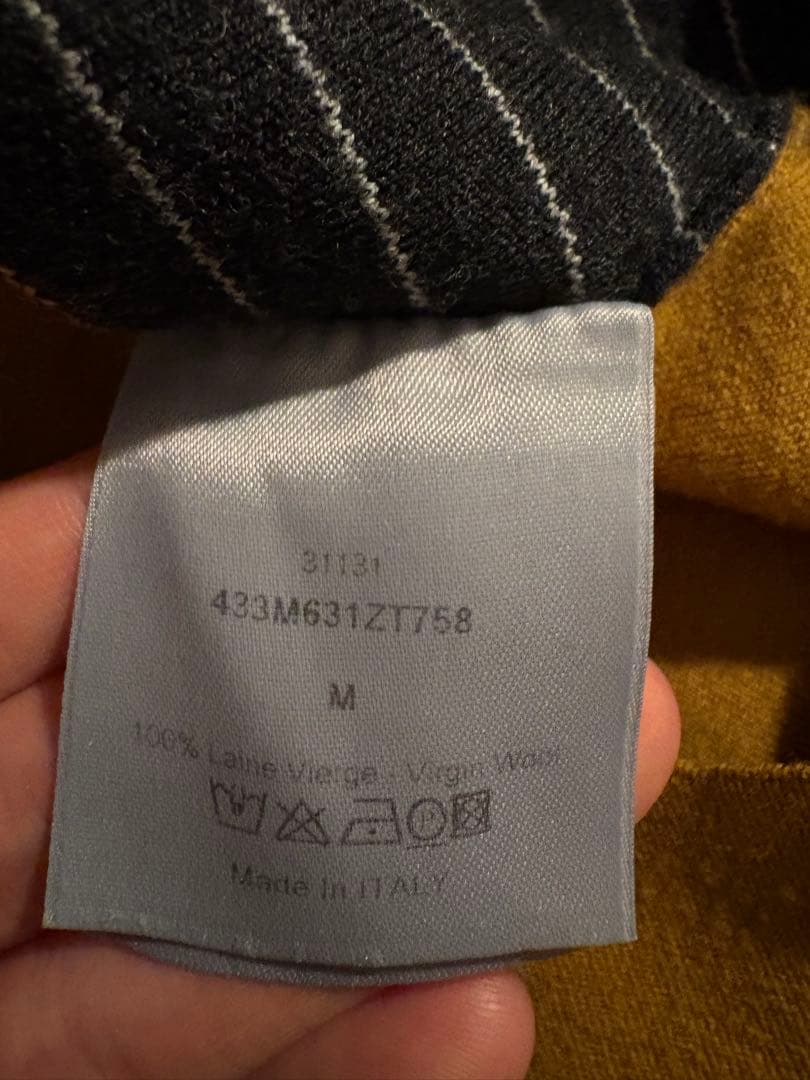 31131
433M631ZT758
M
100% Laine Vierge - Virgin Wool
P
Made in ITALY